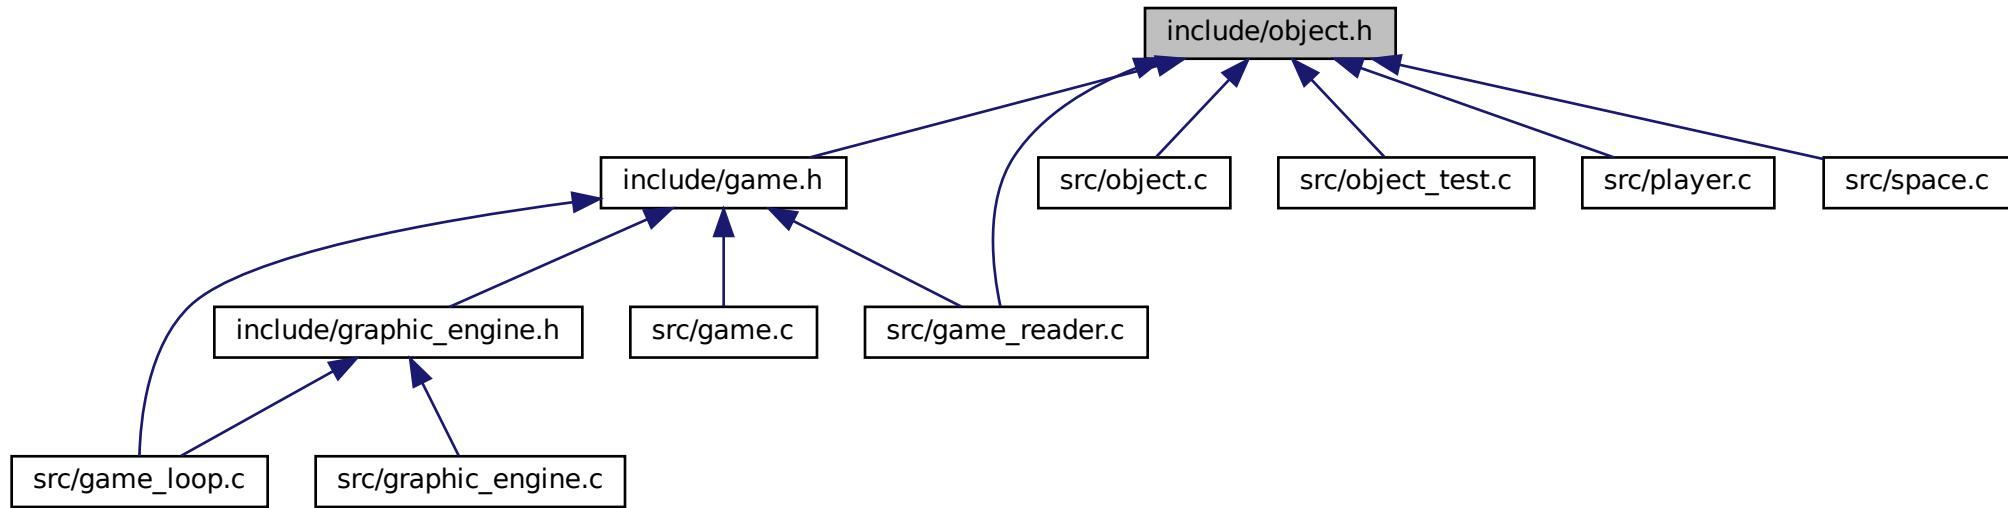 include/object.h
include/game.h
src/object.c
src/object_test.c
src/player.c
src/space.c
include/graphic_engine.h
src/game.c
src/game_reader.c
src/game_loop.c
src/graphic_engine.c